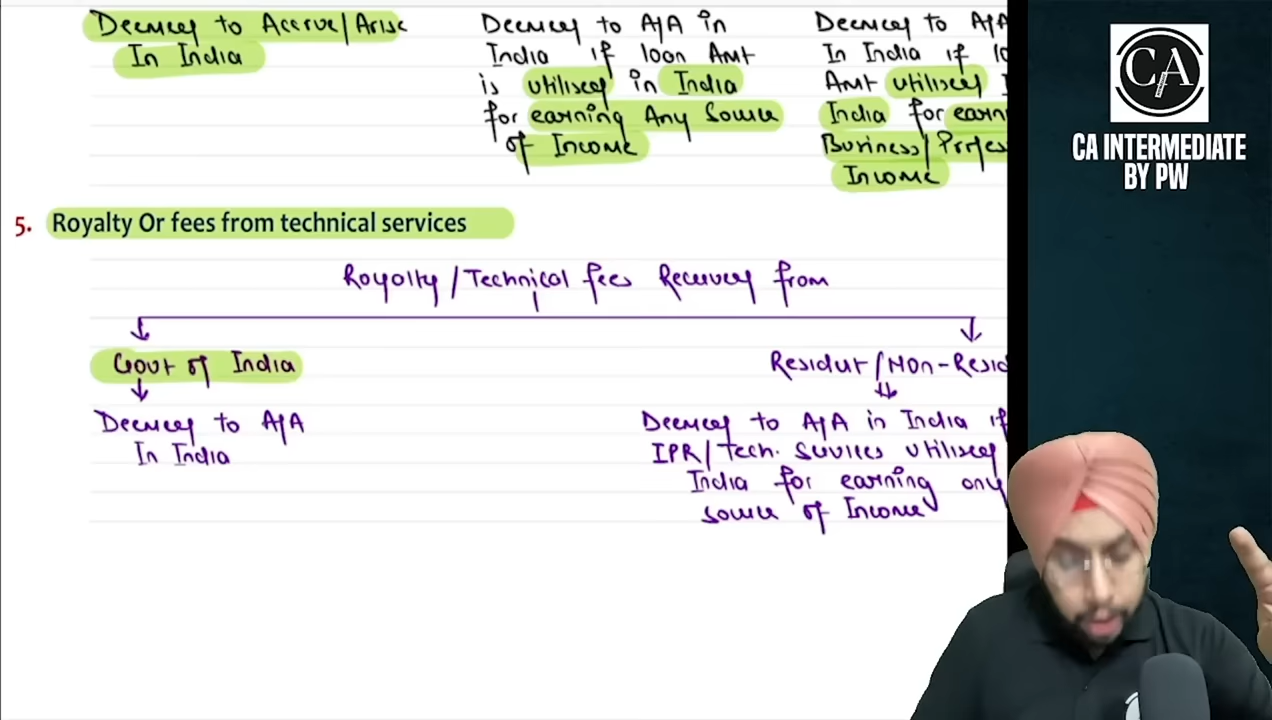 Deemed to Accrue/Arise
In India
Deemed to A/A in
India if loan Amt
is utilised in India
for earning Any Source
of Income
Deemed to A/A
In India if
Amt utilised
India for
Business/
Income
CA
CA INTERMEDIATE
BY PW
5. Royalty Or fees from technical services
Royalty/Technical fees Received from
Govt of India
Deemed to A/A
In India
Resident/Non-
Deemed to A/A in India if
IPR/Tech. Services utilised
India for earning any
source of Income